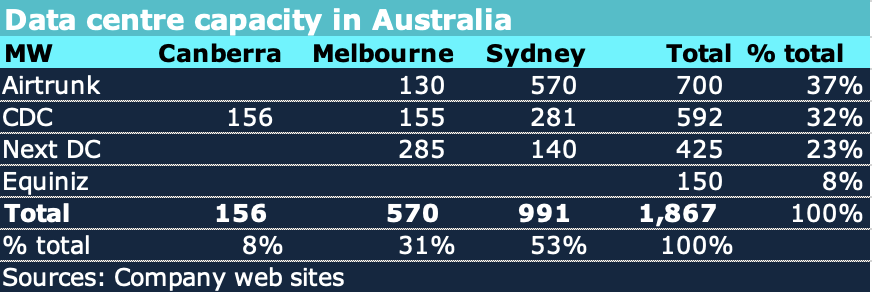 Data centre capacity in Australia
MW Canberra Melbourne Sydney Total % total
Airtrunk 130 570 700 37%
CDC 156 155 281 592 32%
Next DC 285 140 425 23%
Equiniz 150 8%
Total 156 570 991 1,867 100%
% total 8% 31% 53% 100%
Sources: Company web sites